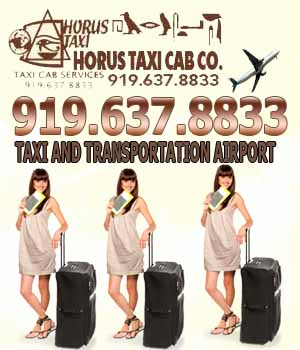 HORUS
TAXI
TAXI CAB SERVICES
919.637.8833
HORUS TAXI CAB CO.
919.637.8833
919.637.8833
TAXI AND TRANSPORTATION AIRPORT